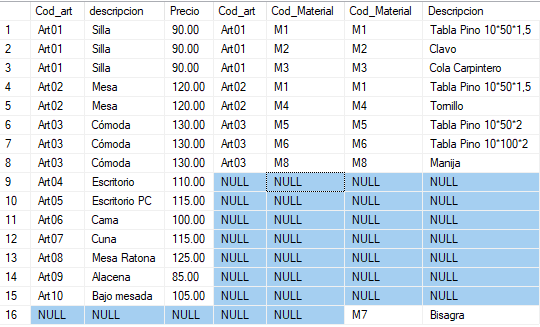 Cod_art descripcion Precio Cod_art Cod_Material Cod_Material Descripcion
1 Art01 Silla 90.00 Art01 M1 M1 Tabla Pino 10*50*1,5
2 Art01 Silla 90.00 Art01 M2 M2 Clavo
3 Art01 Silla 90.00 Art01 M3 M3 Cola Carpintero
4 Art02 Mesa 120.00 Art02 M1 M1 Tabla Pino 10*50*1,5
5 Art02 Mesa 120.00 Art02 M4 M4 Tornillo
6 Art03 Cómoda 130.00 Art03 M5 M5 Tabla Pino 10*50*2
7 Art03 Cómoda 130.00 Art03 M6 M6 Tabla Pino 10*100*2
8 Art03 Cómoda 130.00 Art03 M8 M8 Manija
9 Art04 Escritorio 110.00 NULL NULL NULL NULL
10 Art05 Escritorio PC 115.00 NULL NULL NULL NULL
11 Art06 Cama 100.00 NULL NULL NULL NULL
12 Art07 Cuna 115.00 NULL NULL NULL NULL
13 Art08 Mesa Ratona 125.00 NULL NULL NULL NULL
14 Art09 Alacena 85.00 NULL NULL NULL NULL
15 Art10 Bajo mesada 105.00 NULL NULL NULL NULL
16 NULL NULL NULL NULL NULL M7 Bisagra